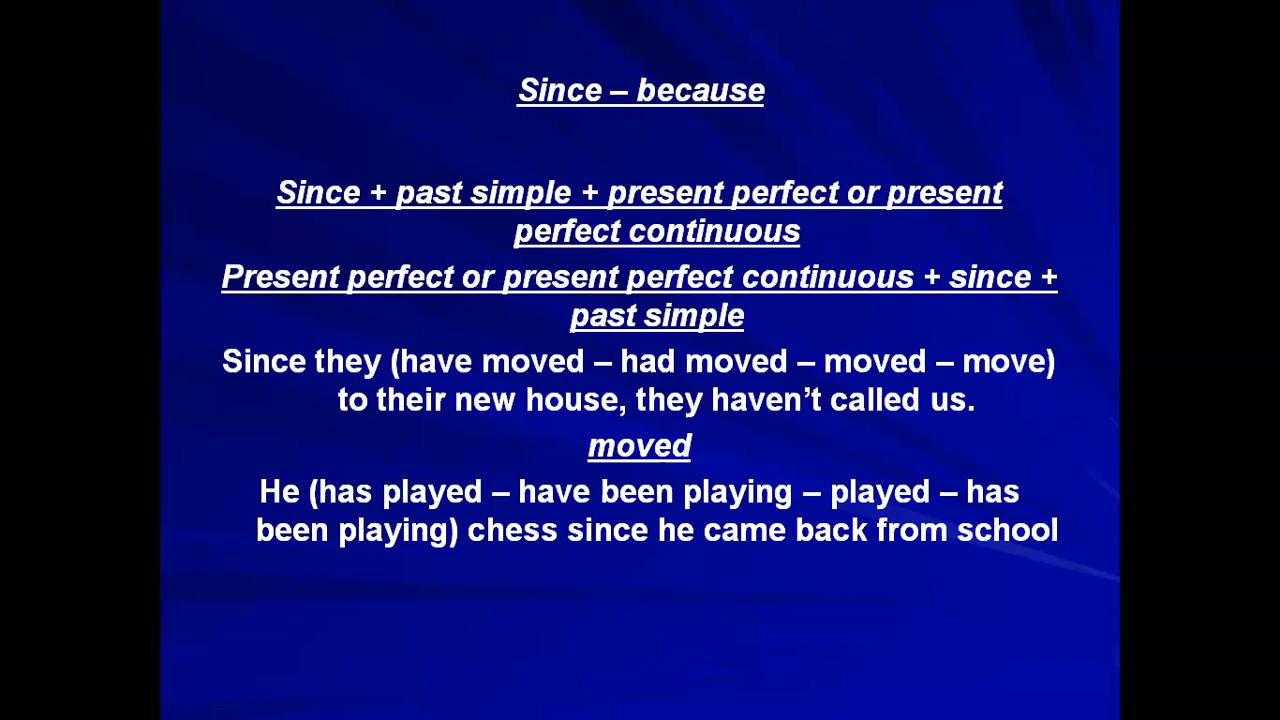 Since – because
Since + past simple + present perfect or present
perfect continuous
Present perfect or present perfect continuous + since +
past simple
Since they (have moved – had moved – moved – move)
to their new house, they haven’t called us.
moved
He (has played – have been playing – played – has
been playing) chess since he came back from school